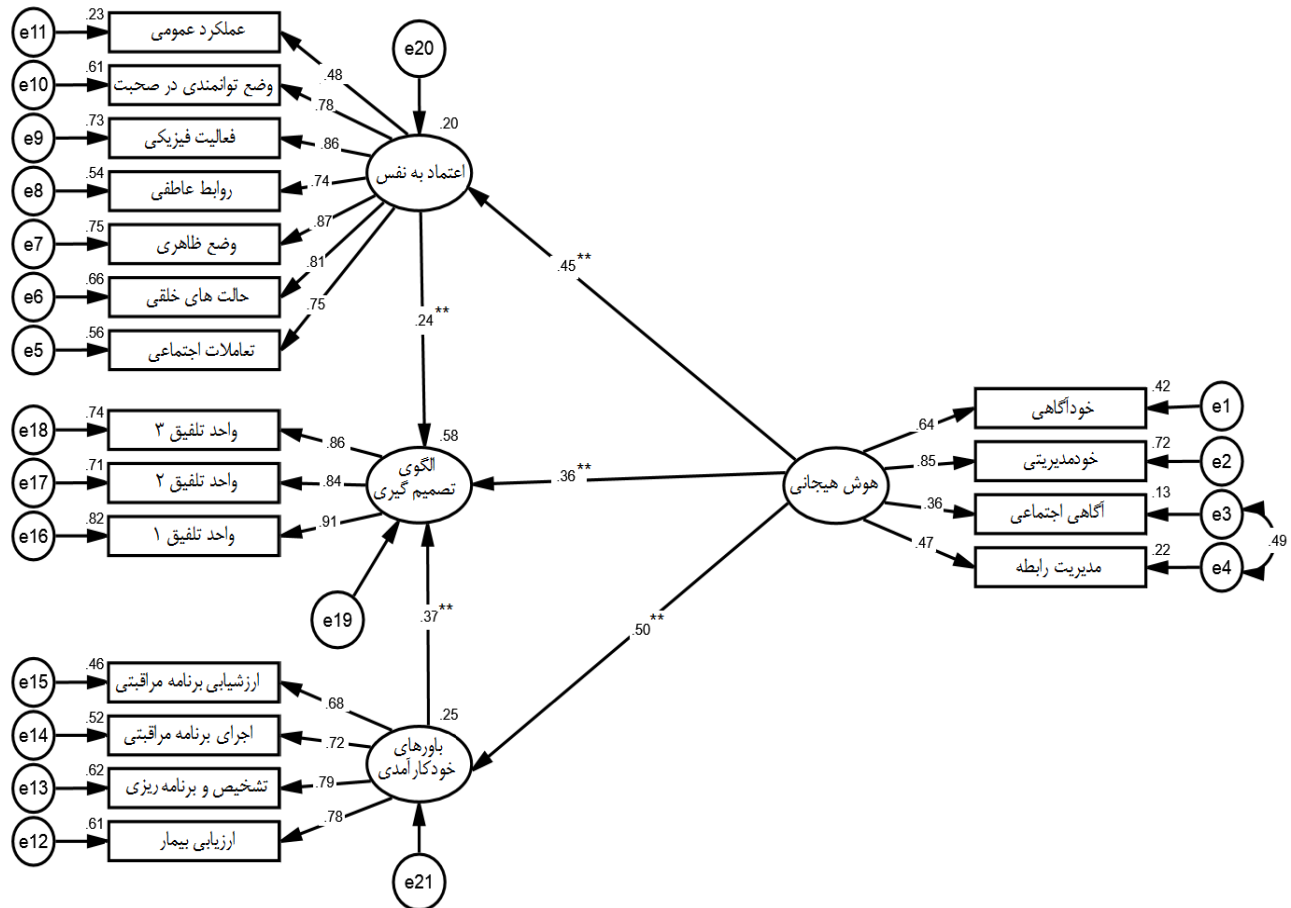 e11
.23
عملکرد عمومی
e10
.61
وضع توانمندی در صحبت
e9
.73
فعالیت فیزیکی
e8
.54
روابط عاطفی
e7
.75
وضع ظاهری
e6
.66
حالت های خلقی
e5
.56
تعاملات اجتماعی
.48
.78
.86
.74
.87
.81
.75
e20
.20
اعتماد به نفس
.45**
.24**
e18
.74
واحد تلفیق ۳
e17
.71
واحد تلفیق ۲
e16
.82
واحد تلفیق ۱
.86
.84
.91
.58
الگوی
تصمیم گیری
e19
.36**
هوش هیجانی
.64
.85
.36
.47
خودآگاهی
.42
e1
خودمدیریتی
.72
e2
آگاهی اجتماعی
.13
e3
مدیریت رابطه
.22
e4
.49
.37**
.50**
e15
.46
ارزشیابی برنامه مراقبتی
e14
.52
اجرای برنامه مراقبتی
e13
.62
تشخیص و برنامه ریزی
e12
.61
ارزیابی بیمار
.68
.72
.79
.78
.25
باورهای
خودکارآمدی
e21